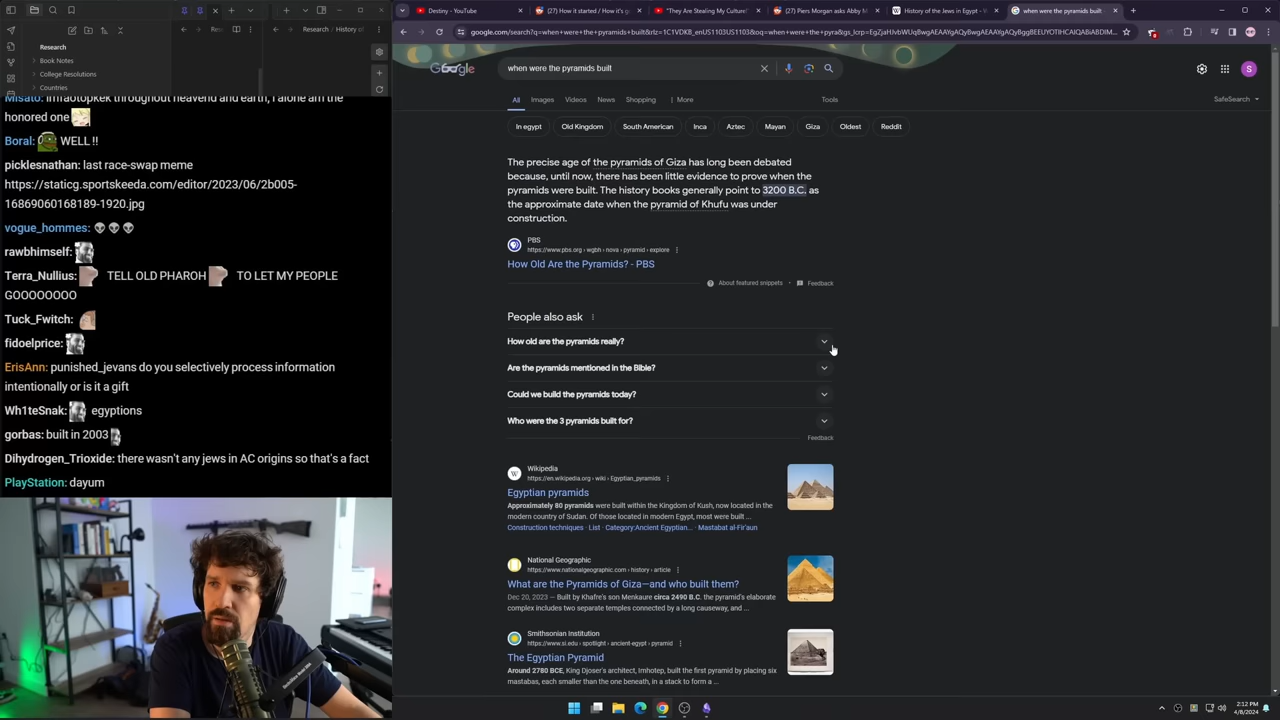 Research
Book Notes
College Resolutions
Countries
Res
Research / History of
Misato: lmfraotopkek throughout heavend and earth, I alone am the
honored one
Boral: WELL !!
picklesnathan: last race-swap meme
https://staticg.sportskeeda.com/editor/2023/06/2b005-
16869060168189-1920.jpg
vogue_hommes:
rawbhimself:
Terra_Nullius: TELL OLD PHAROH TO LET MY PEOPLE
GOOOOOOOO
Tuck_Fwitch:
fidoelprice:
ErisAnn: punished_jevans do you selectively process information
intentionally or is it a gift
Wh1teSnak: egyptions
gorbas: built in 2003
Dihydrogen_Trioxide: there wasn't any jews in AC origins so that's a fact
PlayStation: dayum
Destiny - YouTube
(27) How it started / How it's g
"They Are Stealing My Culture!"
(27) Piers Morgan asks Abby M
History of the Jews in Egypt - W
when were the pyramids built
Google
when were the pyramids built
S
All Images Videos News Shopping More Tools
In egypt Old Kingdom South American Inca Aztec Mayan Giza Oldest Reddit
The precise age of the pyramids of Giza has long been debated
because, until now, there has been little evidence to prove when the
pyramids were built. The history books generally point to 3200 B.C. as
the approximate date when the pyramid of Khufu was under
construction.
PBS
https://www.pbs.org › wgbh › nova › pyramid › explore
How Old Are the Pyramids? - PBS
About featured snippets • Feedback
People also ask
How old are the pyramids really?
Are the pyramids mentioned in the Bible?
Could we build the pyramids today?
Who were the 3 pyramids built for?
Feedback
Wikipedia
https://en.wikipedia.org › wiki › Egyptian_pyramids
Egyptian pyramids
Approximately 80 pyramids were built within the Kingdom of Kush, now located in the
modern country of Sudan. Of those located in modern Egypt, most were built ...
Construction techniques · List · Category:Ancient Egyptian... · Mastabat al-Fir'aun
National Geographic
https://www.nationalgeographic.com › history › article
What are the Pyramids of Giza—and who built them?
Dec 20, 2023 — Built by Khafre's son Menkaure circa 2490 B.C. the pyramid's elaborate
complex includes two separate temples connected by a long causeway, and ...
Smithsonian Institution
https://www.si.edu › spotlight › ancient-egypt › pyramid
The Egyptian Pyramid
Around 2780 BCE, King Djoser's architect, Imhotep, built the first pyramid by placing six
mastabas, each smaller than the one beneath, in a stack to form a ...
2:12 PM
4/8/2024